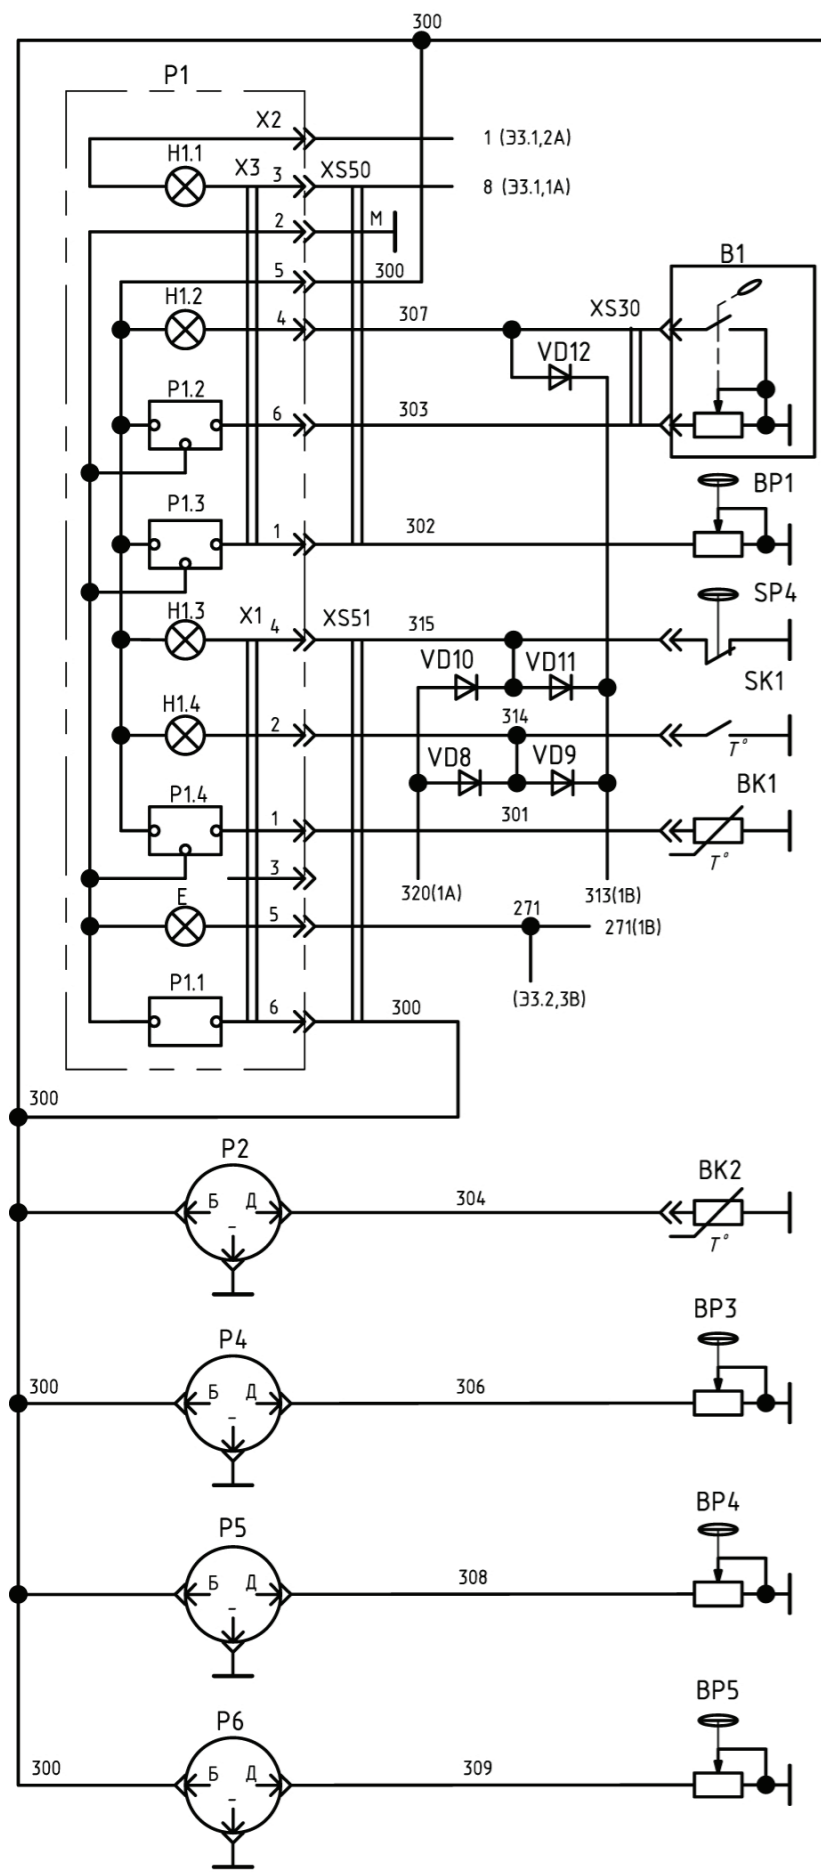 300
P1
X2
1 (Э3.1,2А)
H1.1
X3
3
XS50
8 (Э3.1,1А)
2
М
5
300
B1
H1.2
4
307
XS30
VD12
P1.2
6
303
BP1
P1.3
1
302
SP4
H1.3
X1
4
XS51
315
VD10
VD11
SK1
H1.4
2
314
T°
VD8
VD9
BK1
P1.4
1
301
T°
3
320(1А)
313(1В)
E
5
271
271(1В)
(Э3.2,3В)
P1.1
6
300
300
P2
BK2
Б
Д
304
–
T°
BP3
P4
300
Б
Д
306
–
BP4
P5
Б
Д
308
–
BP5
P6
300
Б
Д
309
–